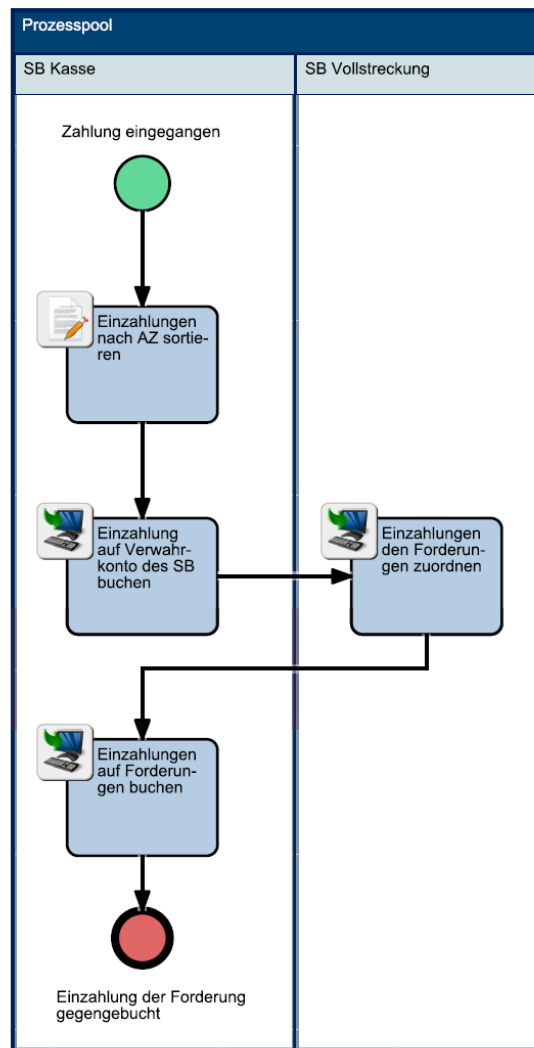 Prozesspool
SB Kasse
SB Vollstreckung
Zahlung eingegangen
Einzahlungen
nach AZ sortie-
ren
Einzahlung
auf Verwahr-
konto des SB
buchen
Einzahlungen
den Forderun-
gen zuordnen
Einzahlungen
auf Forderun-
gen buchen
Einzahlung der Forderung
gegengebucht